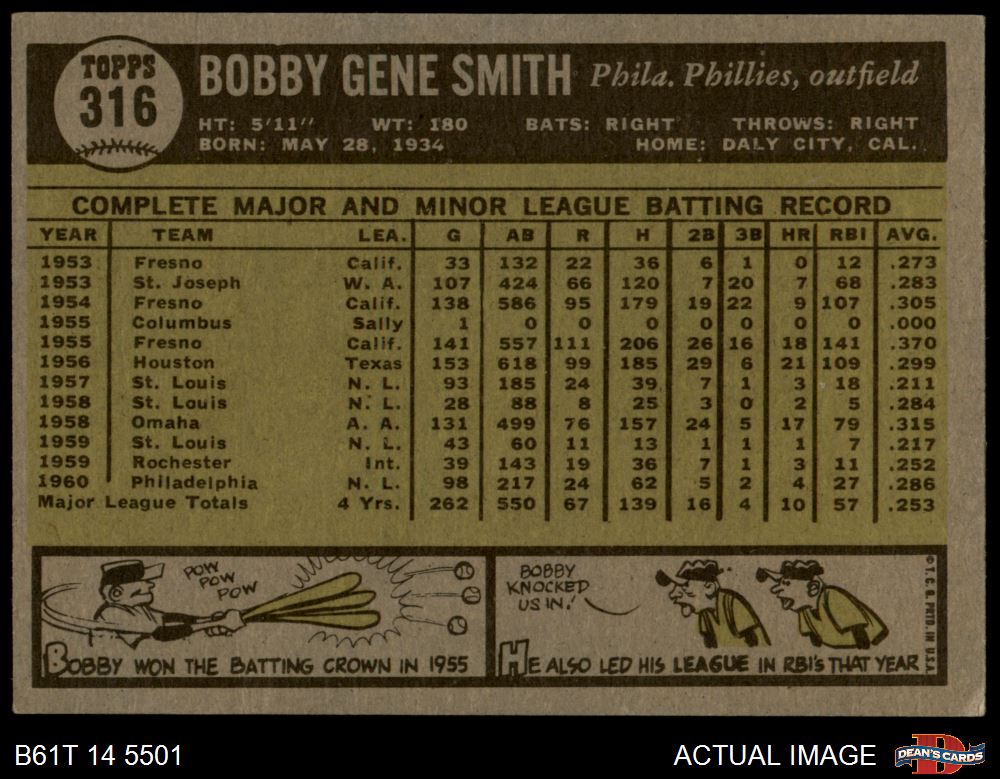 TOPPS
316
BOBBY GENE SMITH Phila. Phillies, outfield
HT: 5'11" WT: 180 BATS: RIGHT THROWS: RIGHT
BORN: MAY 28, 1934 HOME: DALY CITY, CAL.
COMPLETE MAJOR AND MINOR LEAGUE BATTING RECORD
YEAR TEAM LEA. G AB R H 2B 3B HR RBI AVG.
1953 Fresno Calif. 33 132 22 36 6 1 0 12 .273
1953 St. Joseph W. A. 107 424 66 120 7 20 7 68 .283
1954 Fresno Calif. 138 586 95 179 19 22 9 107 .305
1955 Columbus Sally 1 0 0 0 0 0 0 0 .000
1955 Fresno Calif. 141 557 111 206 26 16 18 141 .370
1956 Houston Texas 153 618 99 185 29 6 21 109 .299
1957 St. Louis N. L. 93 185 24 39 7 1 3 18 .211
1958 St. Louis N. L. 28 88 8 25 3 0 2 5 .284
1958 Omaha A. A. 131 499 76 157 24 5 17 79 .315
1959 St. Louis N. L. 43 60 11 13 1 1 1 7 .217
1959 Rochester Int. 39 143 19 36 7 1 3 11 .252
1960 Philadelphia N. L. 98 217 24 62 5 2 4 27 .286
Major League Totals 4 Yrs. 262 550 67 139 16 4 10 57 .253
POW
POW
POW
BOBBY WON THE BATTING CROWN IN 1955
BOBBY
KNOCKED
US IN!
HE ALSO LED HIS LEAGUE IN RBI'S THAT YEAR
© T. C. G. PRTD. IN U.S.A.
B61T 14 5501
ACTUAL IMAGE
DEAN'S CARDS